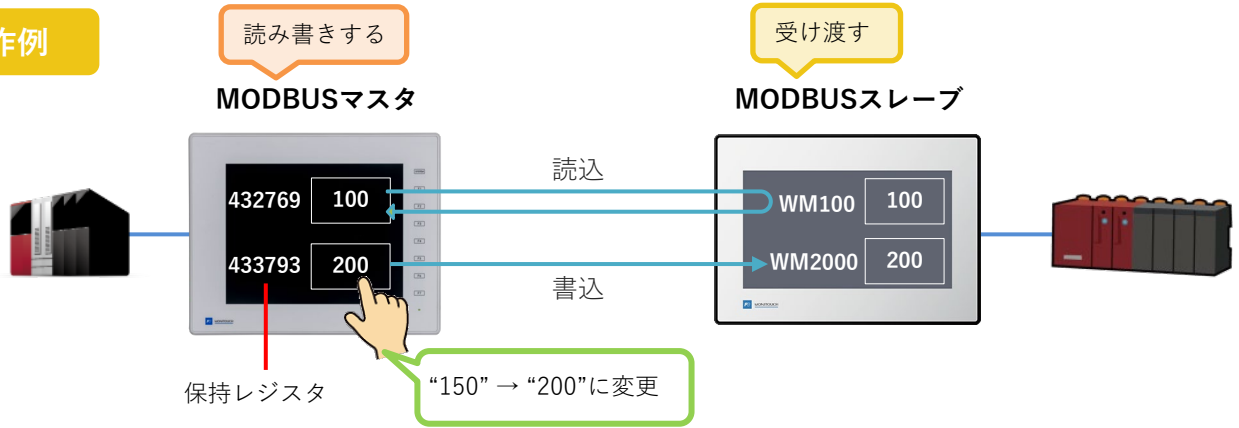 作例
読み書きする
受け渡す
MODBUSマスタ
MODBUSスレーブ
読込
432769 100
WM100 100
433793 200
WM2000 200
書込
MONITOUCH
保持レジスタ
“150” → “200”に変更